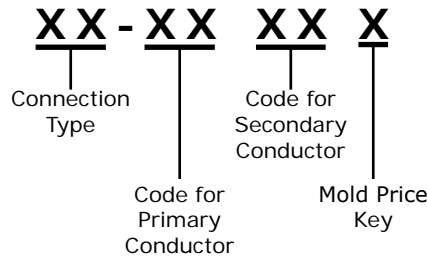 XX-XX XX X
Connection
Type
Code for
Secondary
Conductor
Code for
Primary
Conductor
Mold Price
Key